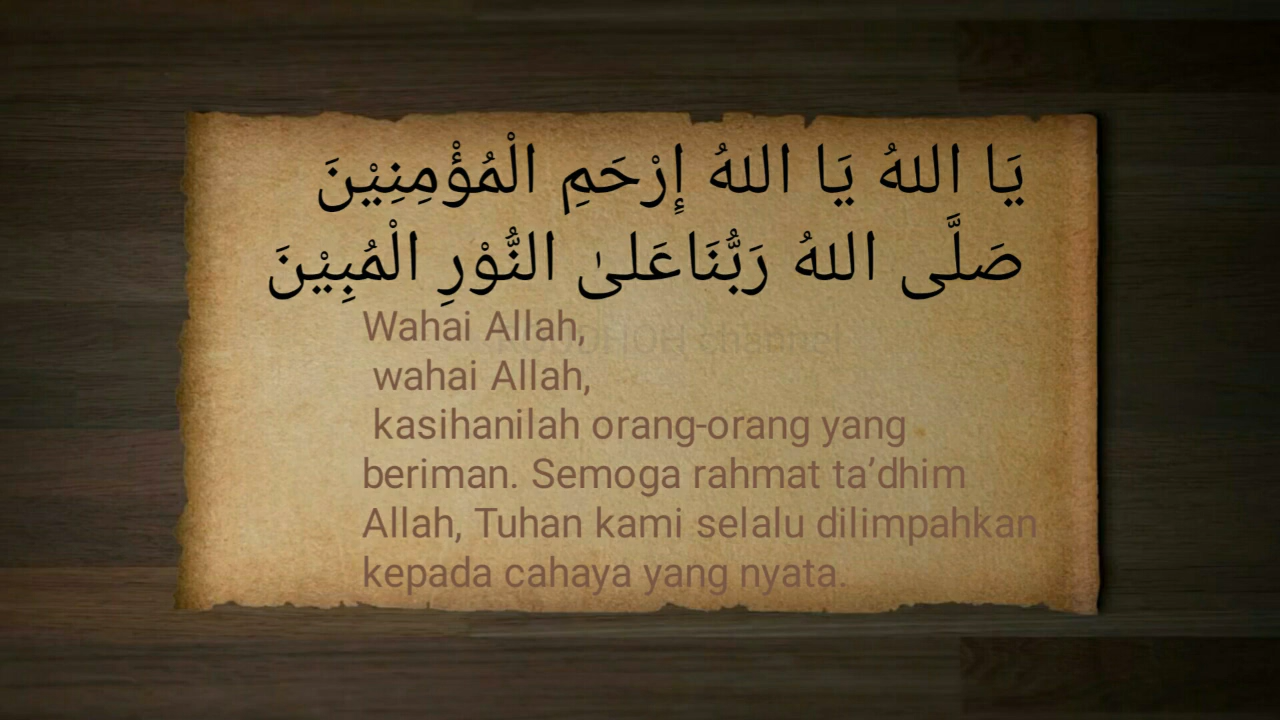 يَا اللهُ يَا اللهُ إِرْحَمِ الْمُؤْمِنِيْنَ
صَلَّى اللهُ رَبُّنَاعَلىٰ النُّوْرِ الْمُبِيْنَ
Wahai Allah,
wahai Allah,
kasihanilah orang-orang yang
beriman. Semoga rahmat ta’dhim
Allah, Tuhan kami selalu dilimpahkan
kepada cahaya yang nyata.
channel